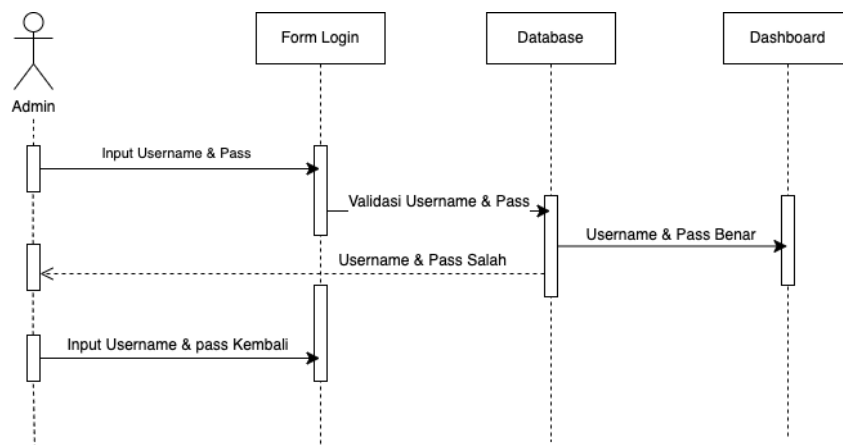 Form Login
Database
Dashboard
Admin
Input Username & Pass
Validasi Username & Pass
Username & Pass Benar
Username & Pass Salah
Input Username & pass Kembali